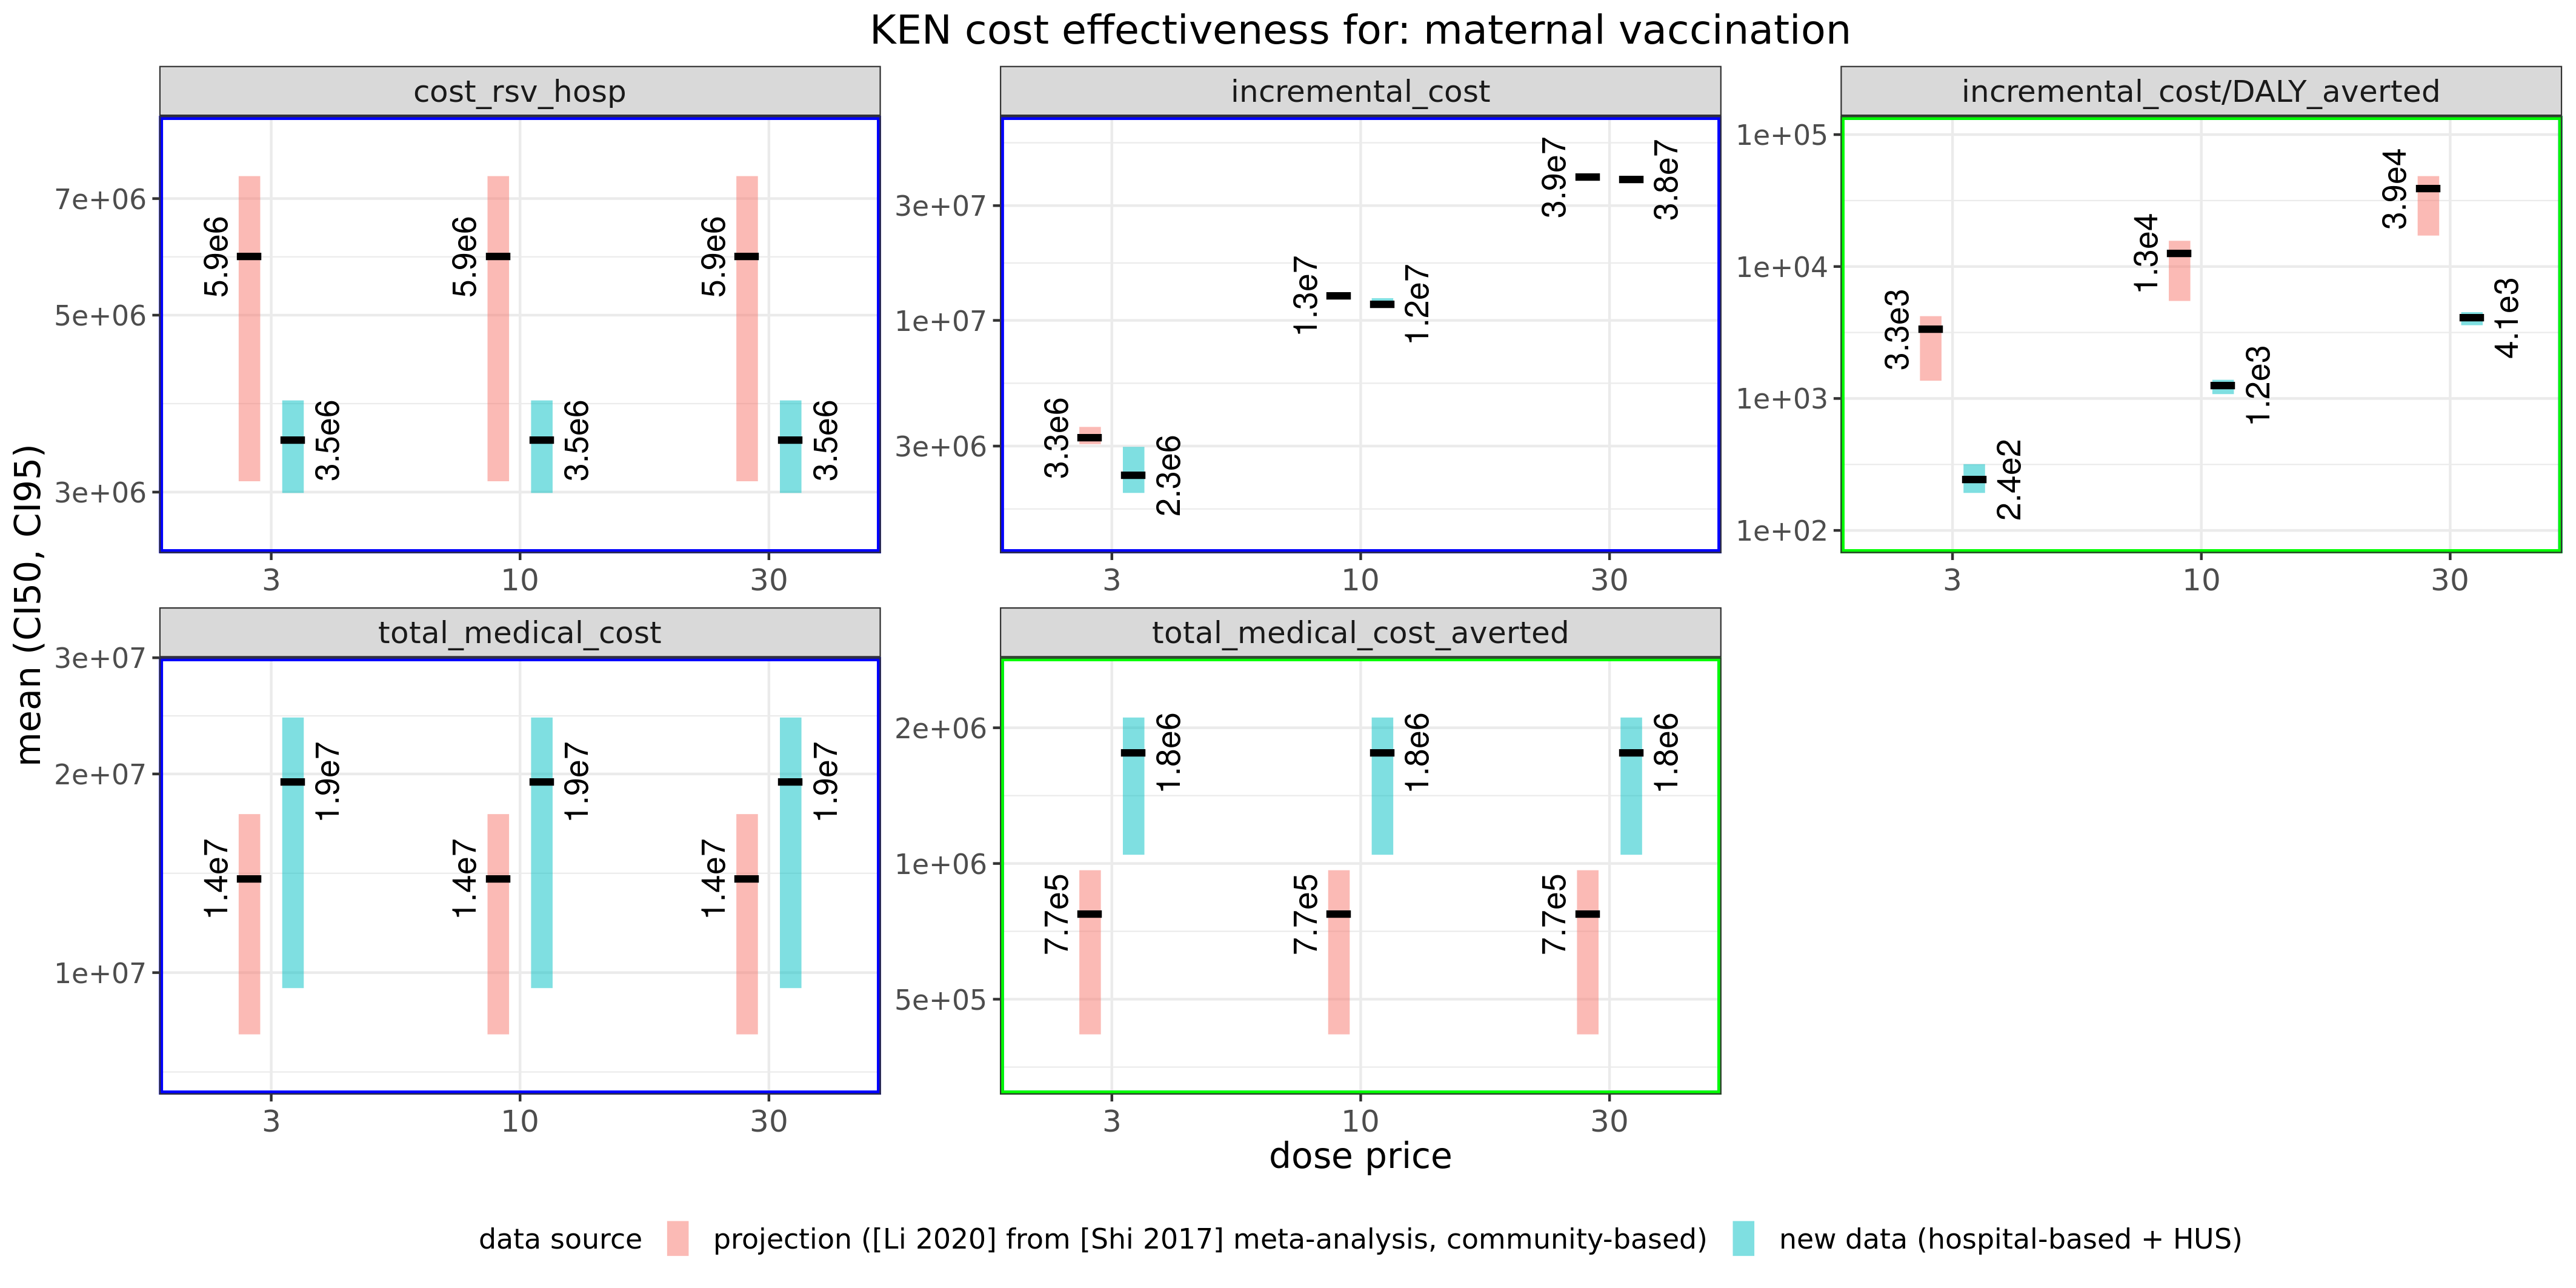 KEN cost effectiveness for: maternal vaccination
mean (CI50, CI95)
cost_rsv_hosp
7e+06
5e+06
3e+06
5.9e6
3.5e6
5.9e6
3.5e6
5.9e6
3.5e6
3 10 30
incremental_cost
3e+07
1e+07
3e+06
3.3e6
2.3e6
1.3e7
1.2e7
3.9e7
3.8e7
3 10 30
incremental_cost/DALY_averted
1e+05
1e+04
1e+03
1e+02
3.3e3
2.4e2
1.3e4
1.2e3
3.9e4
4.1e3
3 10 30
total_medical_cost
3e+07
2e+07
1e+07
1.4e7
1.9e7
1.4e7
1.9e7
1.4e7
1.9e7
3 10 30
total_medical_cost_averted
2e+06
1e+06
5e+05
7.7e5
1.8e6
7.7e5
1.8e6
7.7e5
1.8e6
3 10 30
dose price
data source projection ([Li 2020] from [Shi 2017] meta-analysis, community-based) new data (hospital-based + HUS)